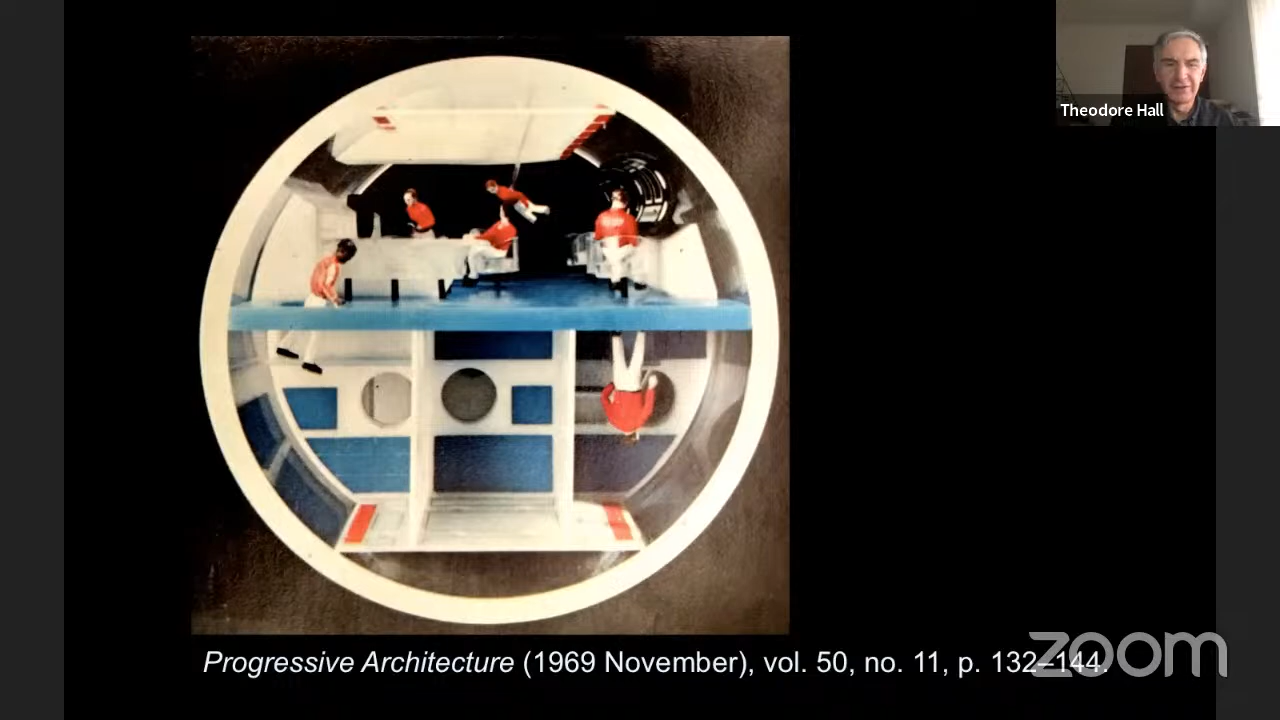 Theodore Hall
Progressive Architecture (1969 November), vol. 50, no. 11, p. 132–144.
zoom